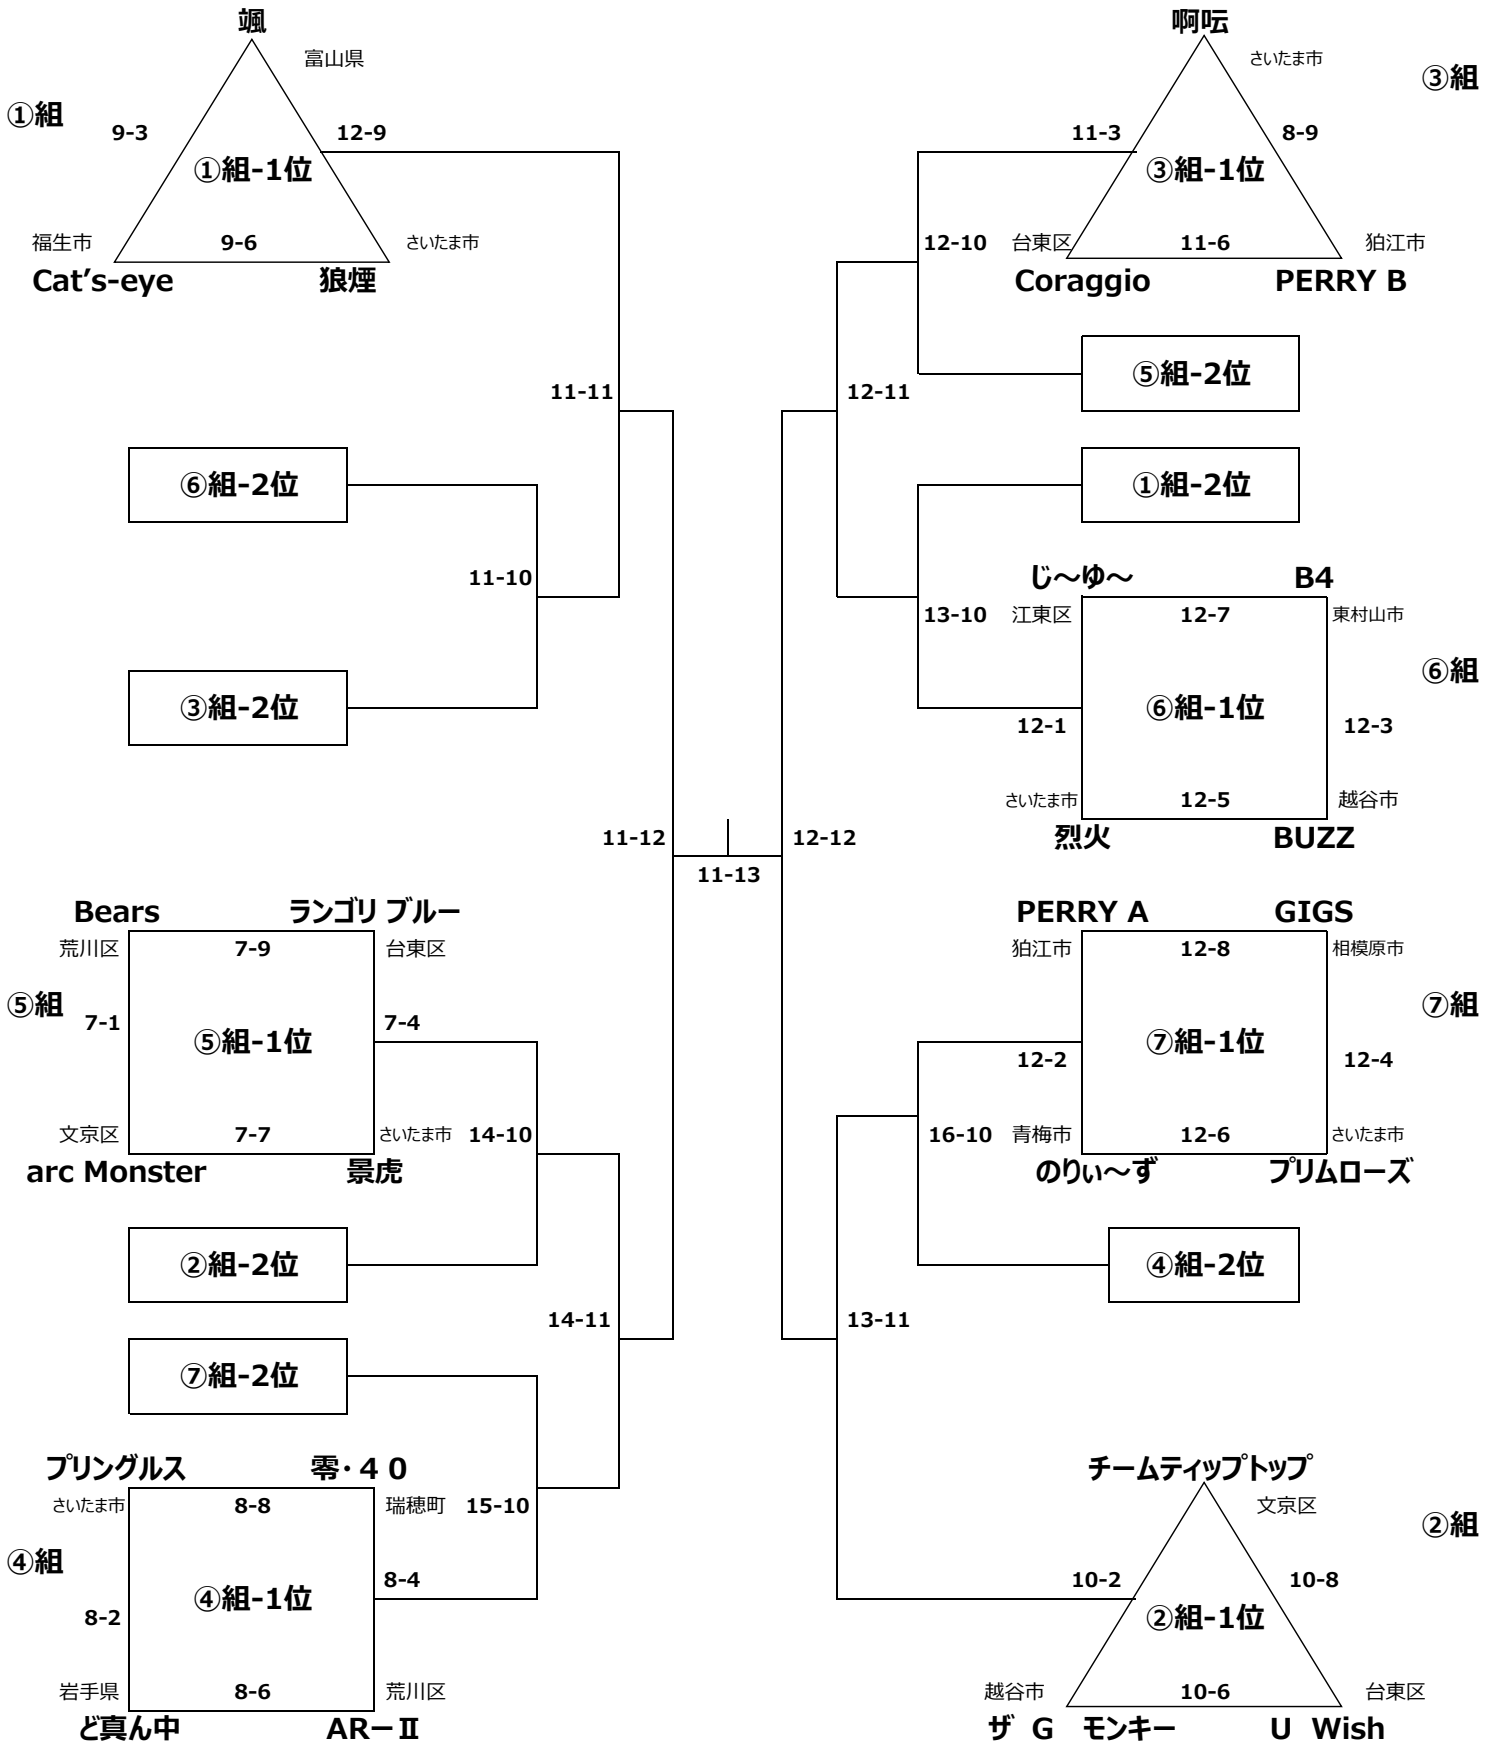 颯
富山県
①組
9-3
12-9
①組-1位
福生市
9-6
さいたま市
Cat's-eye
狼煙
11-11
⑥組-2位
11-10
③組-2位
11-12
Bears
ランゴリ ブルー
荒川区
7-9
台東区
⑤組
7-1
⑤組-1位
7-4
文京区
7-7
さいたま市
14-10
arc Monster
景虎
②組-2位
14-11
⑦組-2位
プリングルス
零・４０
さいたま市
8-8
瑞穂町
15-10
④組
④組-1位
8-4
8-2
岩手県
8-6
荒川区
ど真ん中
AR－Ⅱ
11-13
啊呍
さいたま市
③組
11-3
8-9
③組-1位
12-10
台東区
11-6
狛江市
Coraggio
PERRY B
⑤組-2位
12-11
①組-2位
じ～ゆ～
B4
13-10
江東区
12-7
東村山市
⑥組
⑥組-1位
12-1
12-3
さいたま市
12-5
越谷市
烈火
BUZZ
12-12
PERRY A
GIGS
狛江市
12-8
相模原市
⑦組
⑦組-1位
12-2
12-4
16-10
青梅市
12-6
さいたま市
のりぃ～ず
プリムローズ
④組-2位
13-11
チームティップトップ
文京区
②組
10-2
10-8
②組-1位
越谷市
10-6
台東区
ザ Ｇ　モンキー
U Wish